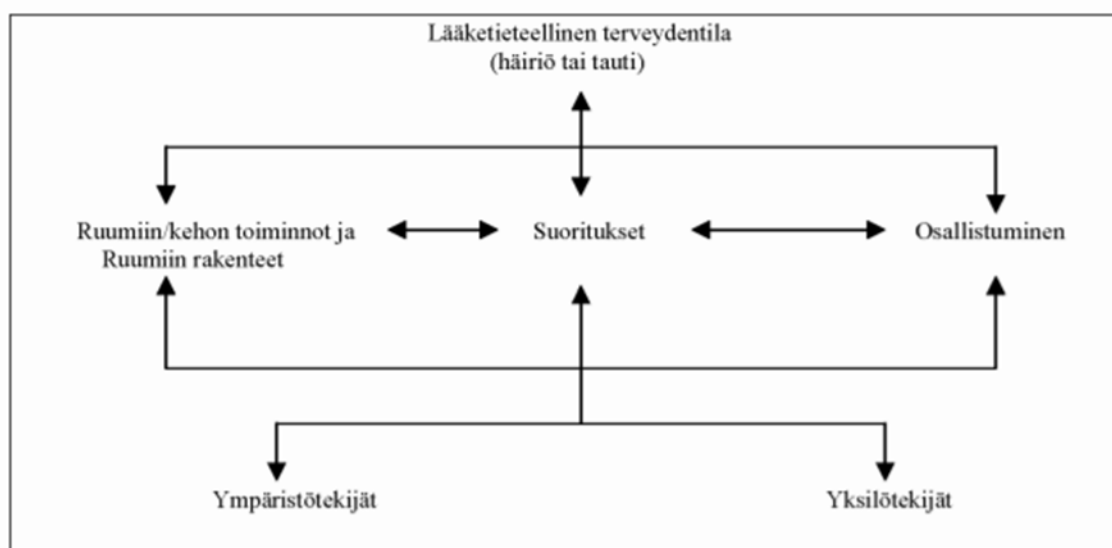 Lääketieteellinen terveydentila
(häiriö tai tauti)
Ruumiin/kehon toiminnot ja
Ruumiin rakenteet
Suoritukset
Osallistuminen
Ympäristötekijät
Yksilötekijät